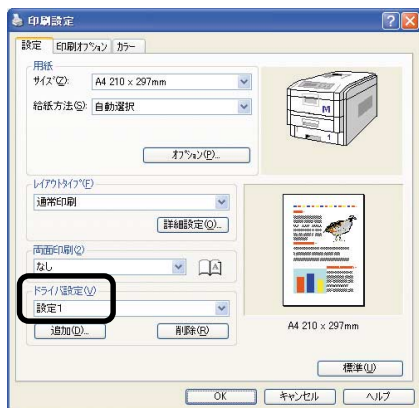 印刷設定
設定 印刷オプション カラー
用紙
サイズ(Z): A4 210 x 297mm
給紙方法(S): 自動選択
オプション(P)...
レイアウトタイプ(F)
通常印刷
詳細設定(O)...
両面印刷(2)
なし
A
ドライバ設定(V)
設定1
追加(D)... 削除(R)
M
1
A4 210 x 297mm
標準(U)
OK キャンセル ヘルプ